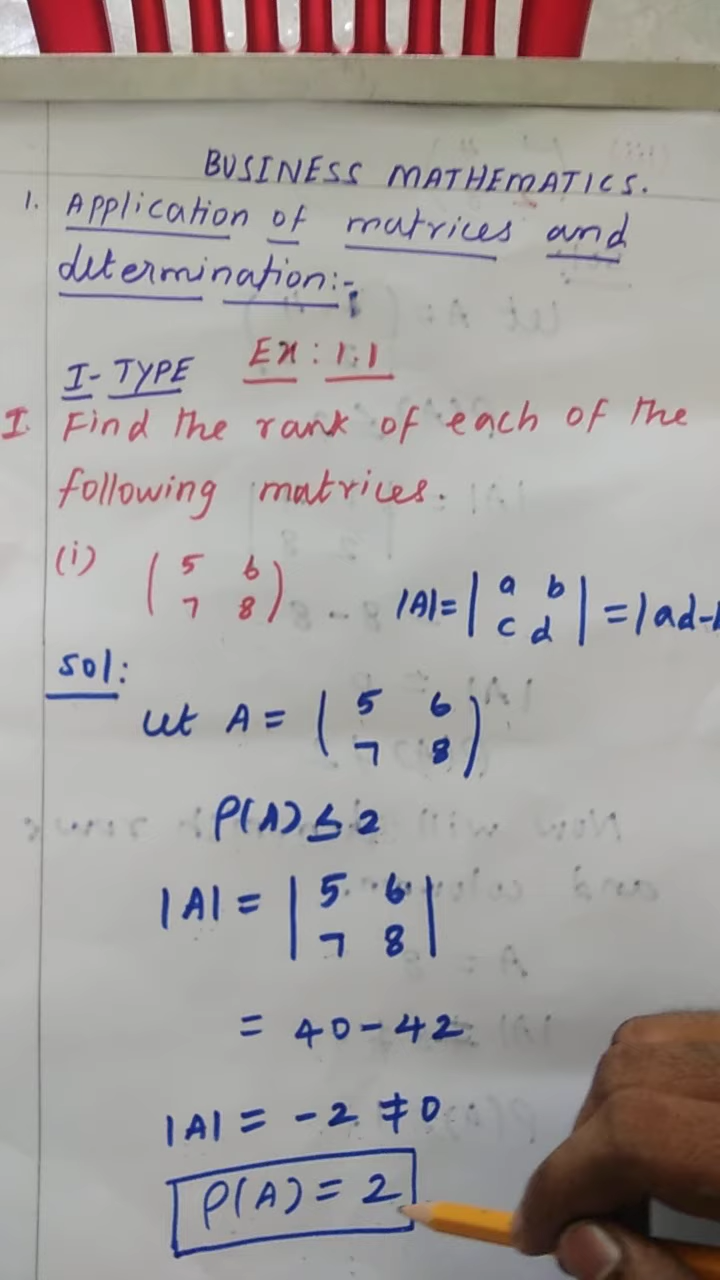 BUSINESS MATHEMATICS.
1. Application of matrices and
determination:-
I-TYPE Ex: 1.1
I. Find the rank of each of the
following matrices.
(i) ( 5 6
7 8 )
|A| = | a b
c d | = |ad-
Sol:
Let A = ( 5 6
7 8 )
ρ(A) ≤ 2
|A| = | 5 6
7 8 |
= 40 - 42
|A| = -2 ≠ 0
ρ(A) = 2